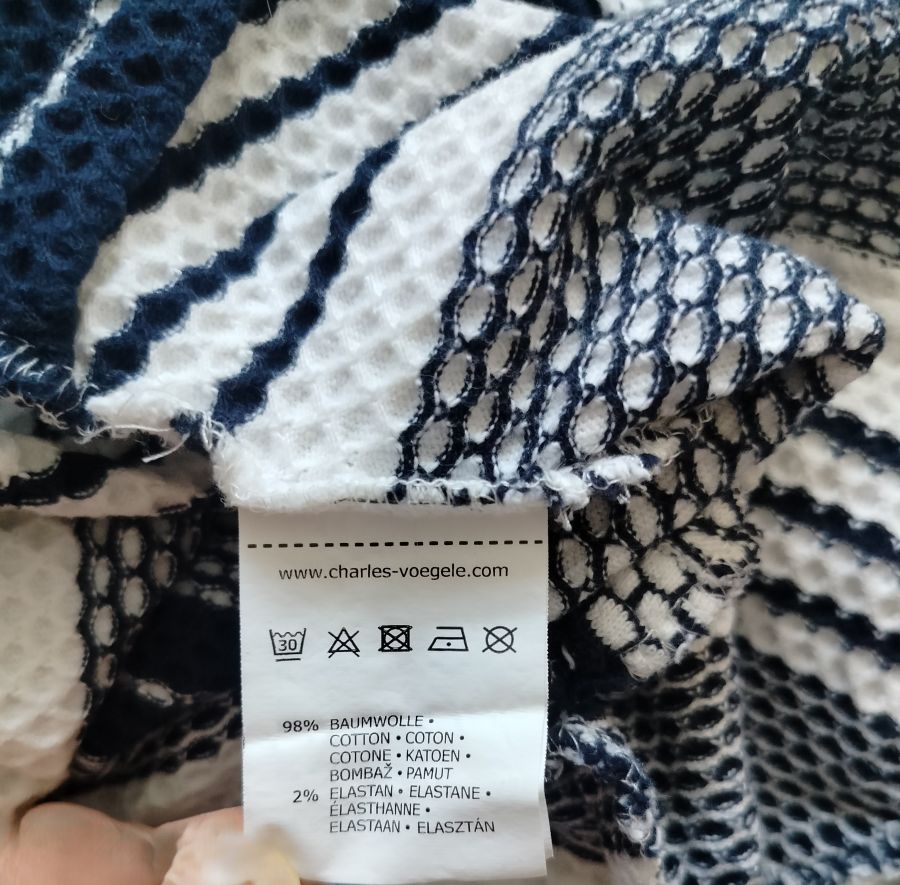 www.charles-voegele.com
30
98% BAUMWOLLE •
COTTON • COTON •
COTONE • KATOEN •
BOMBAŽ • PAMUT
2% ELASTAN • ELASTANE •
ÉLASTHANNE •
ELASTAAN • ELASZTÁN